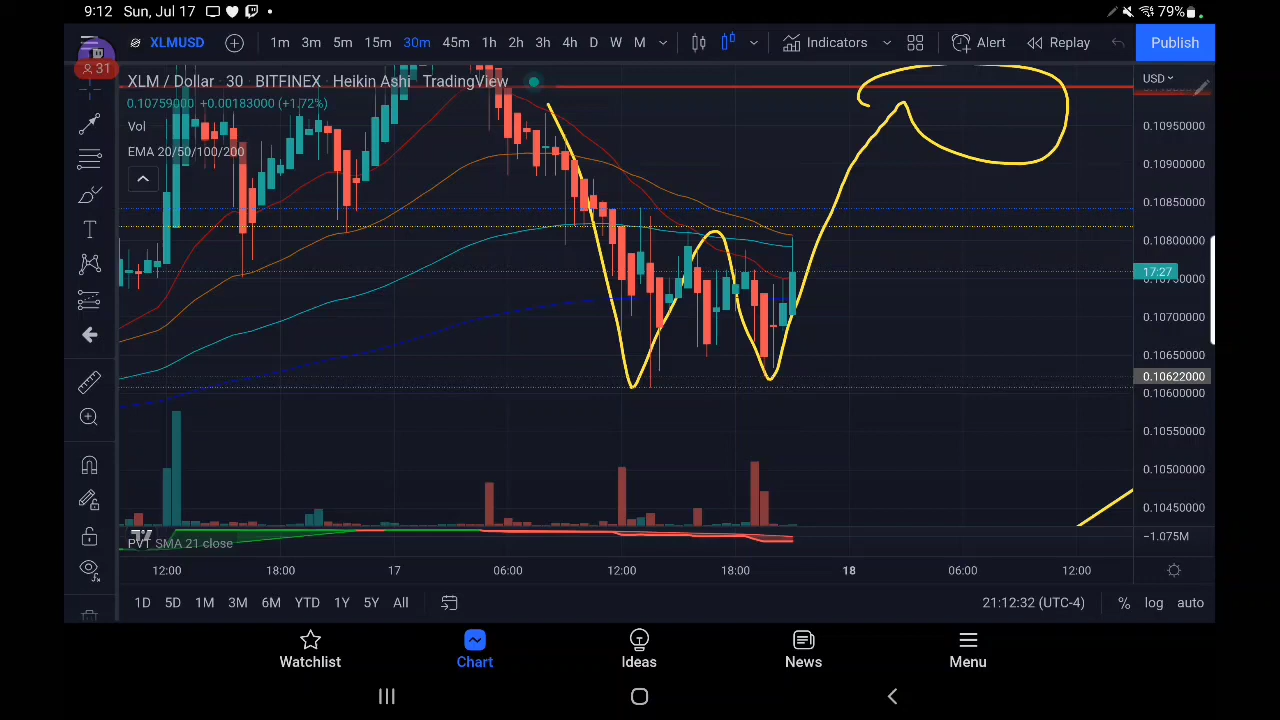 9:12 Sun, Jul 17 79%
31
XLMUSD 1m 3m 5m 15m 30m 45m 1h 2h 3h 4h D W M Indicators Alert Replay Publish
XLM / Dollar · 30 · BITFINEX · Heikin Ashi · TradingView
USD
0.10759000 +0.00183000 (+1.72%)
Vol
EMA 20/50/100/200
0.10950000
0.10900000
0.10850000
0.10800000
17:27
0.10700000
0.10650000
0.10622000
0.10600000
0.10550000
0.10500000
0.10450000
PVT SMA 21 close
−1.075M
12:00 18:00 17 06:00 12:00 18:00 18 06:00 12:00
1D 5D 1M 3M 6M YTD 1Y 5Y All 21:12:32 (UTC-4) % log auto
Watchlist Chart Ideas News Menu